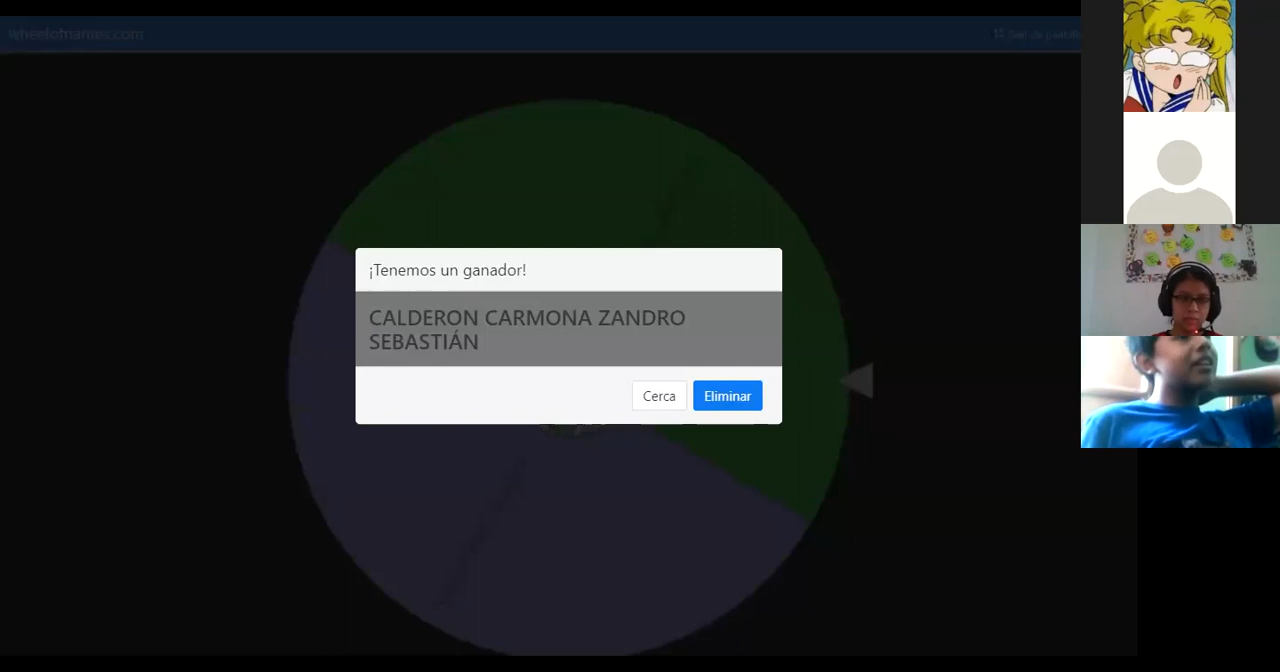 wheelofnames.com
¡Tenemos un ganador!
CALDERON CARMONA ZANDRO
SEBASTIÁN
Cerca
Eliminar